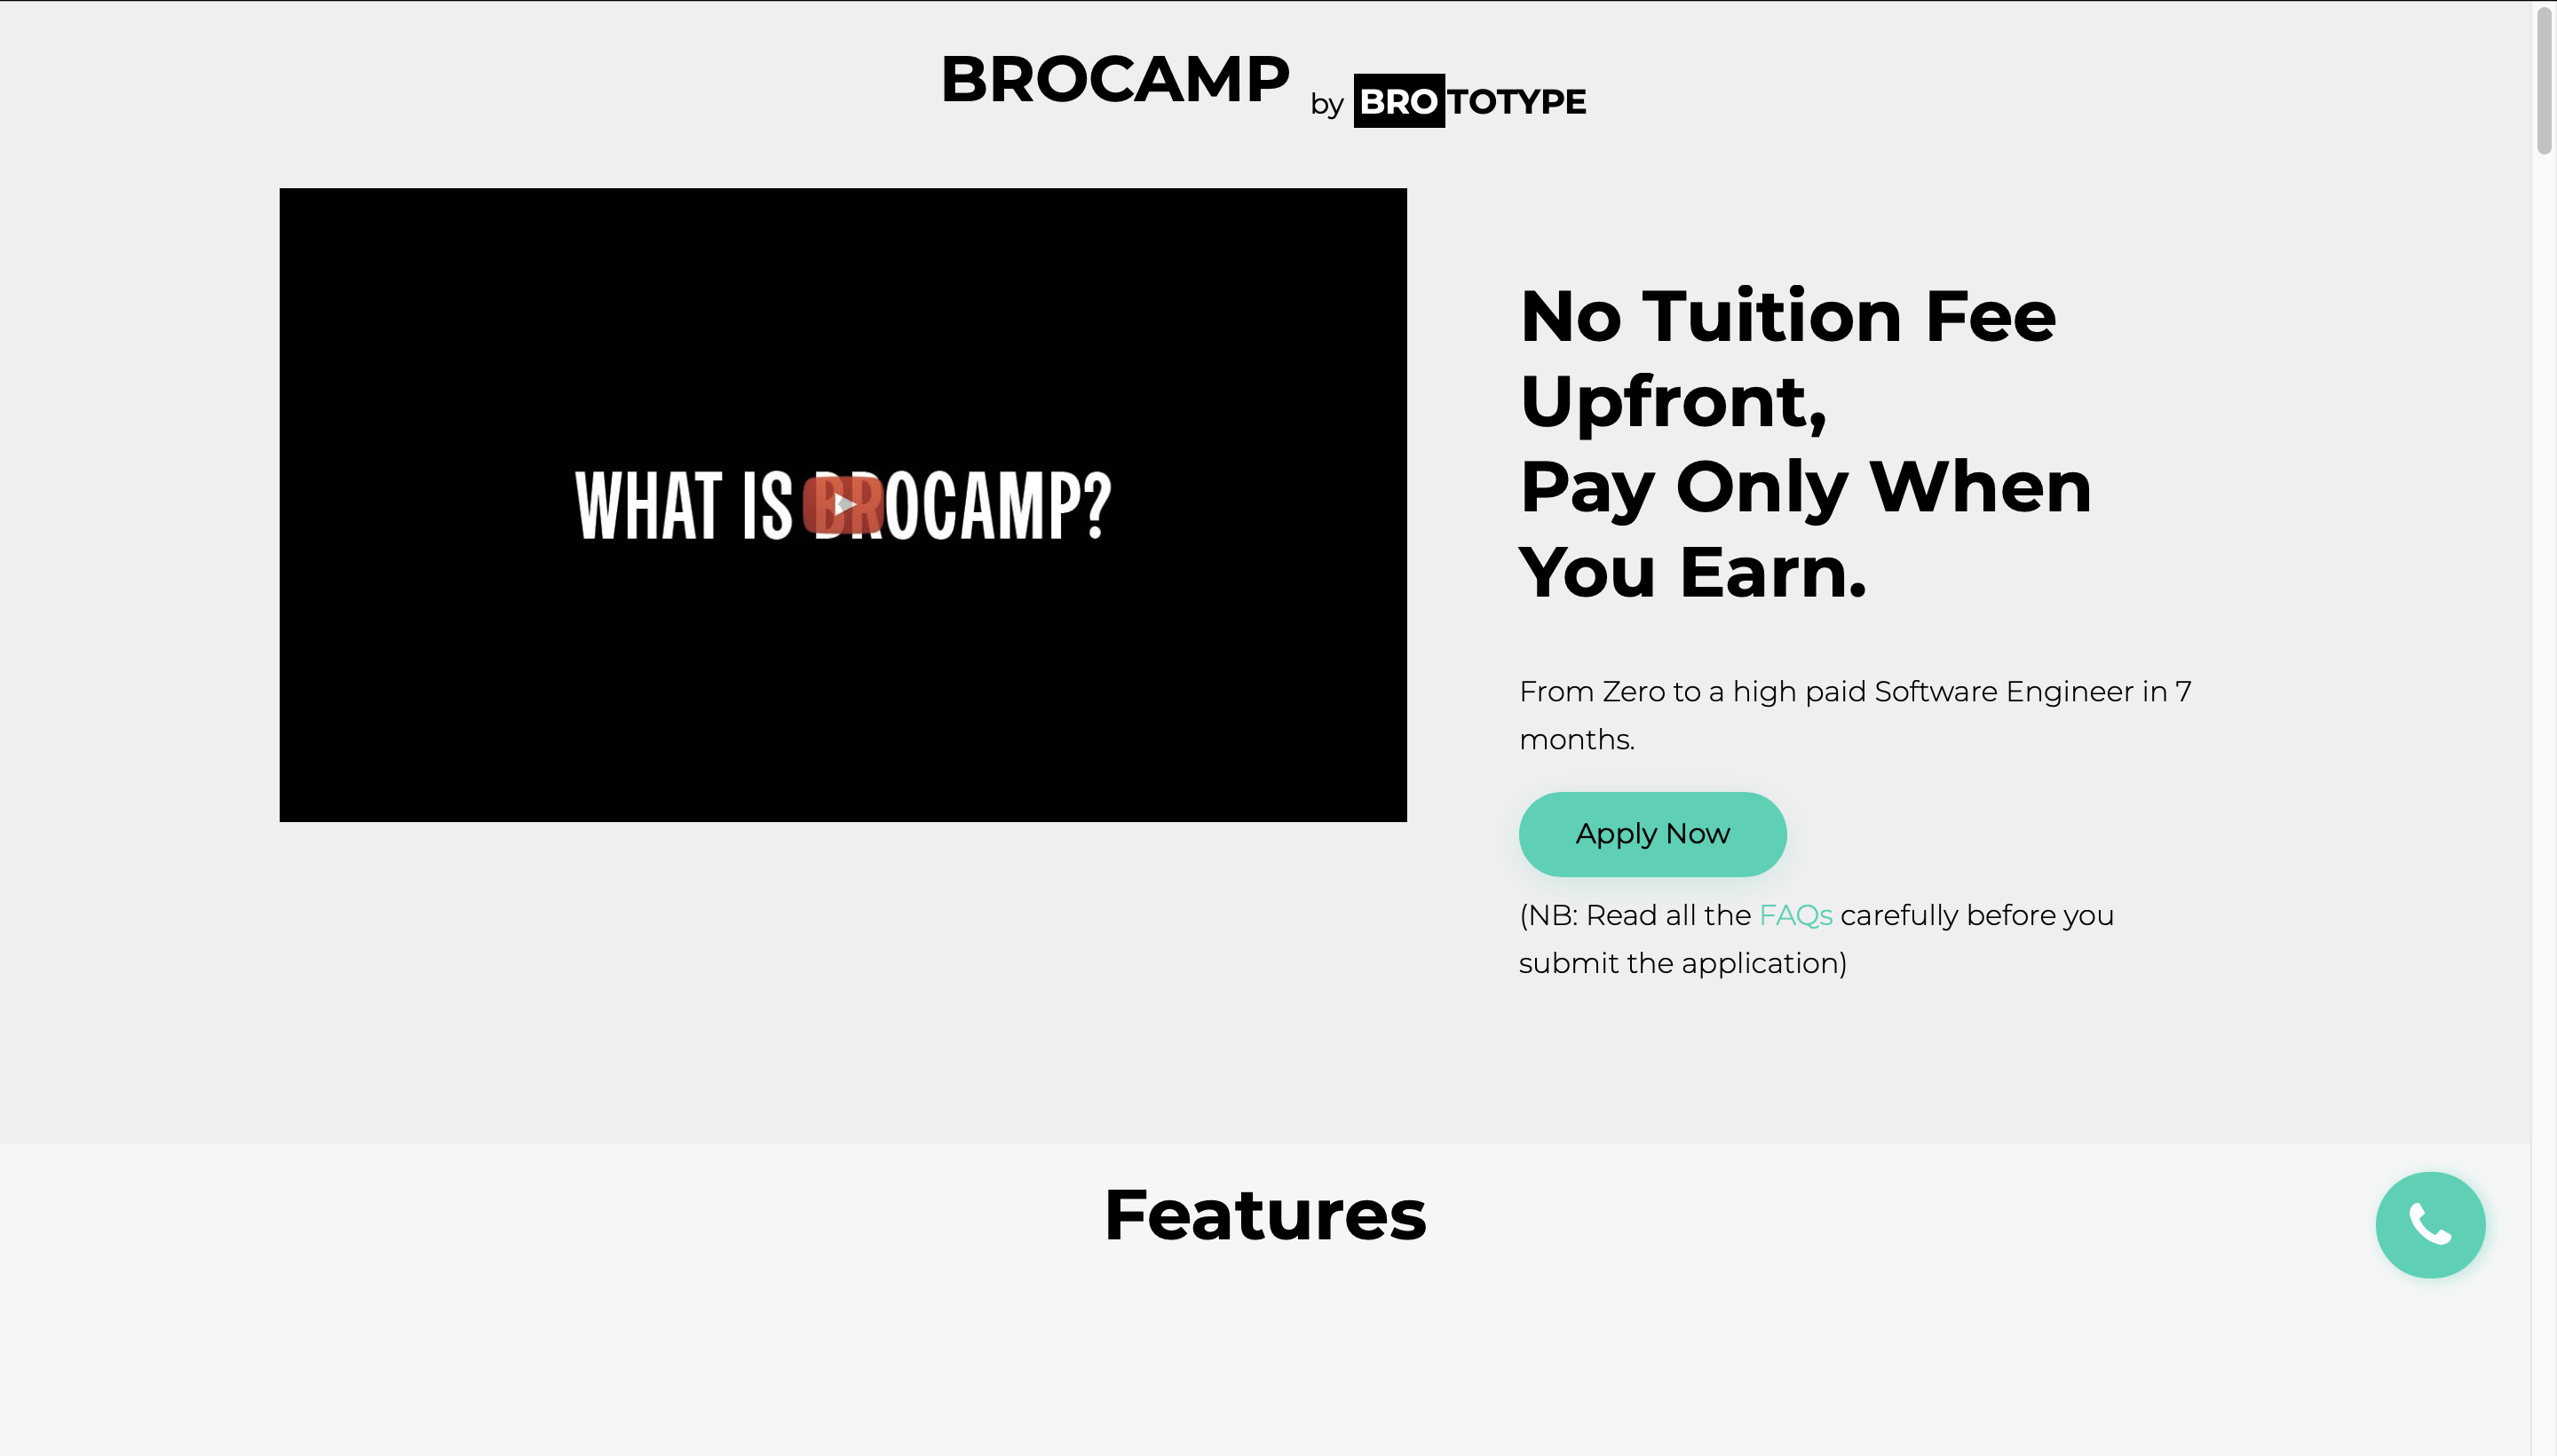 BROCAMP by BROTOTYPE
WHAT IS BROCAMP?
No Tuition Fee
Upfront,
Pay Only When
You Earn.
From Zero to a high paid Software Engineer in 7
months.
Apply Now
(NB: Read all the FAQs carefully before you
submit the application)
Features